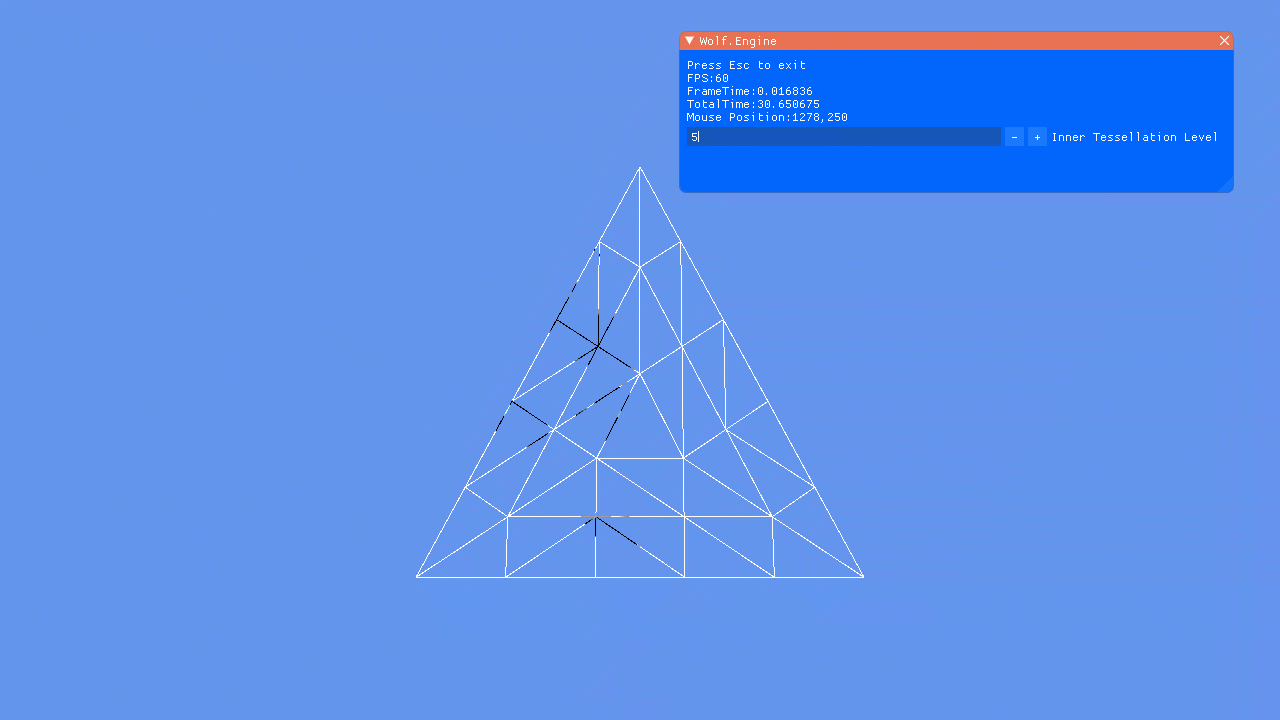 Wolf.Engine
Press Esc to exit
FPS:60
FrameTime:0.016836
TotalTime:30.650675
Mouse Position:1278,250
5 - + Inner Tessellation Level